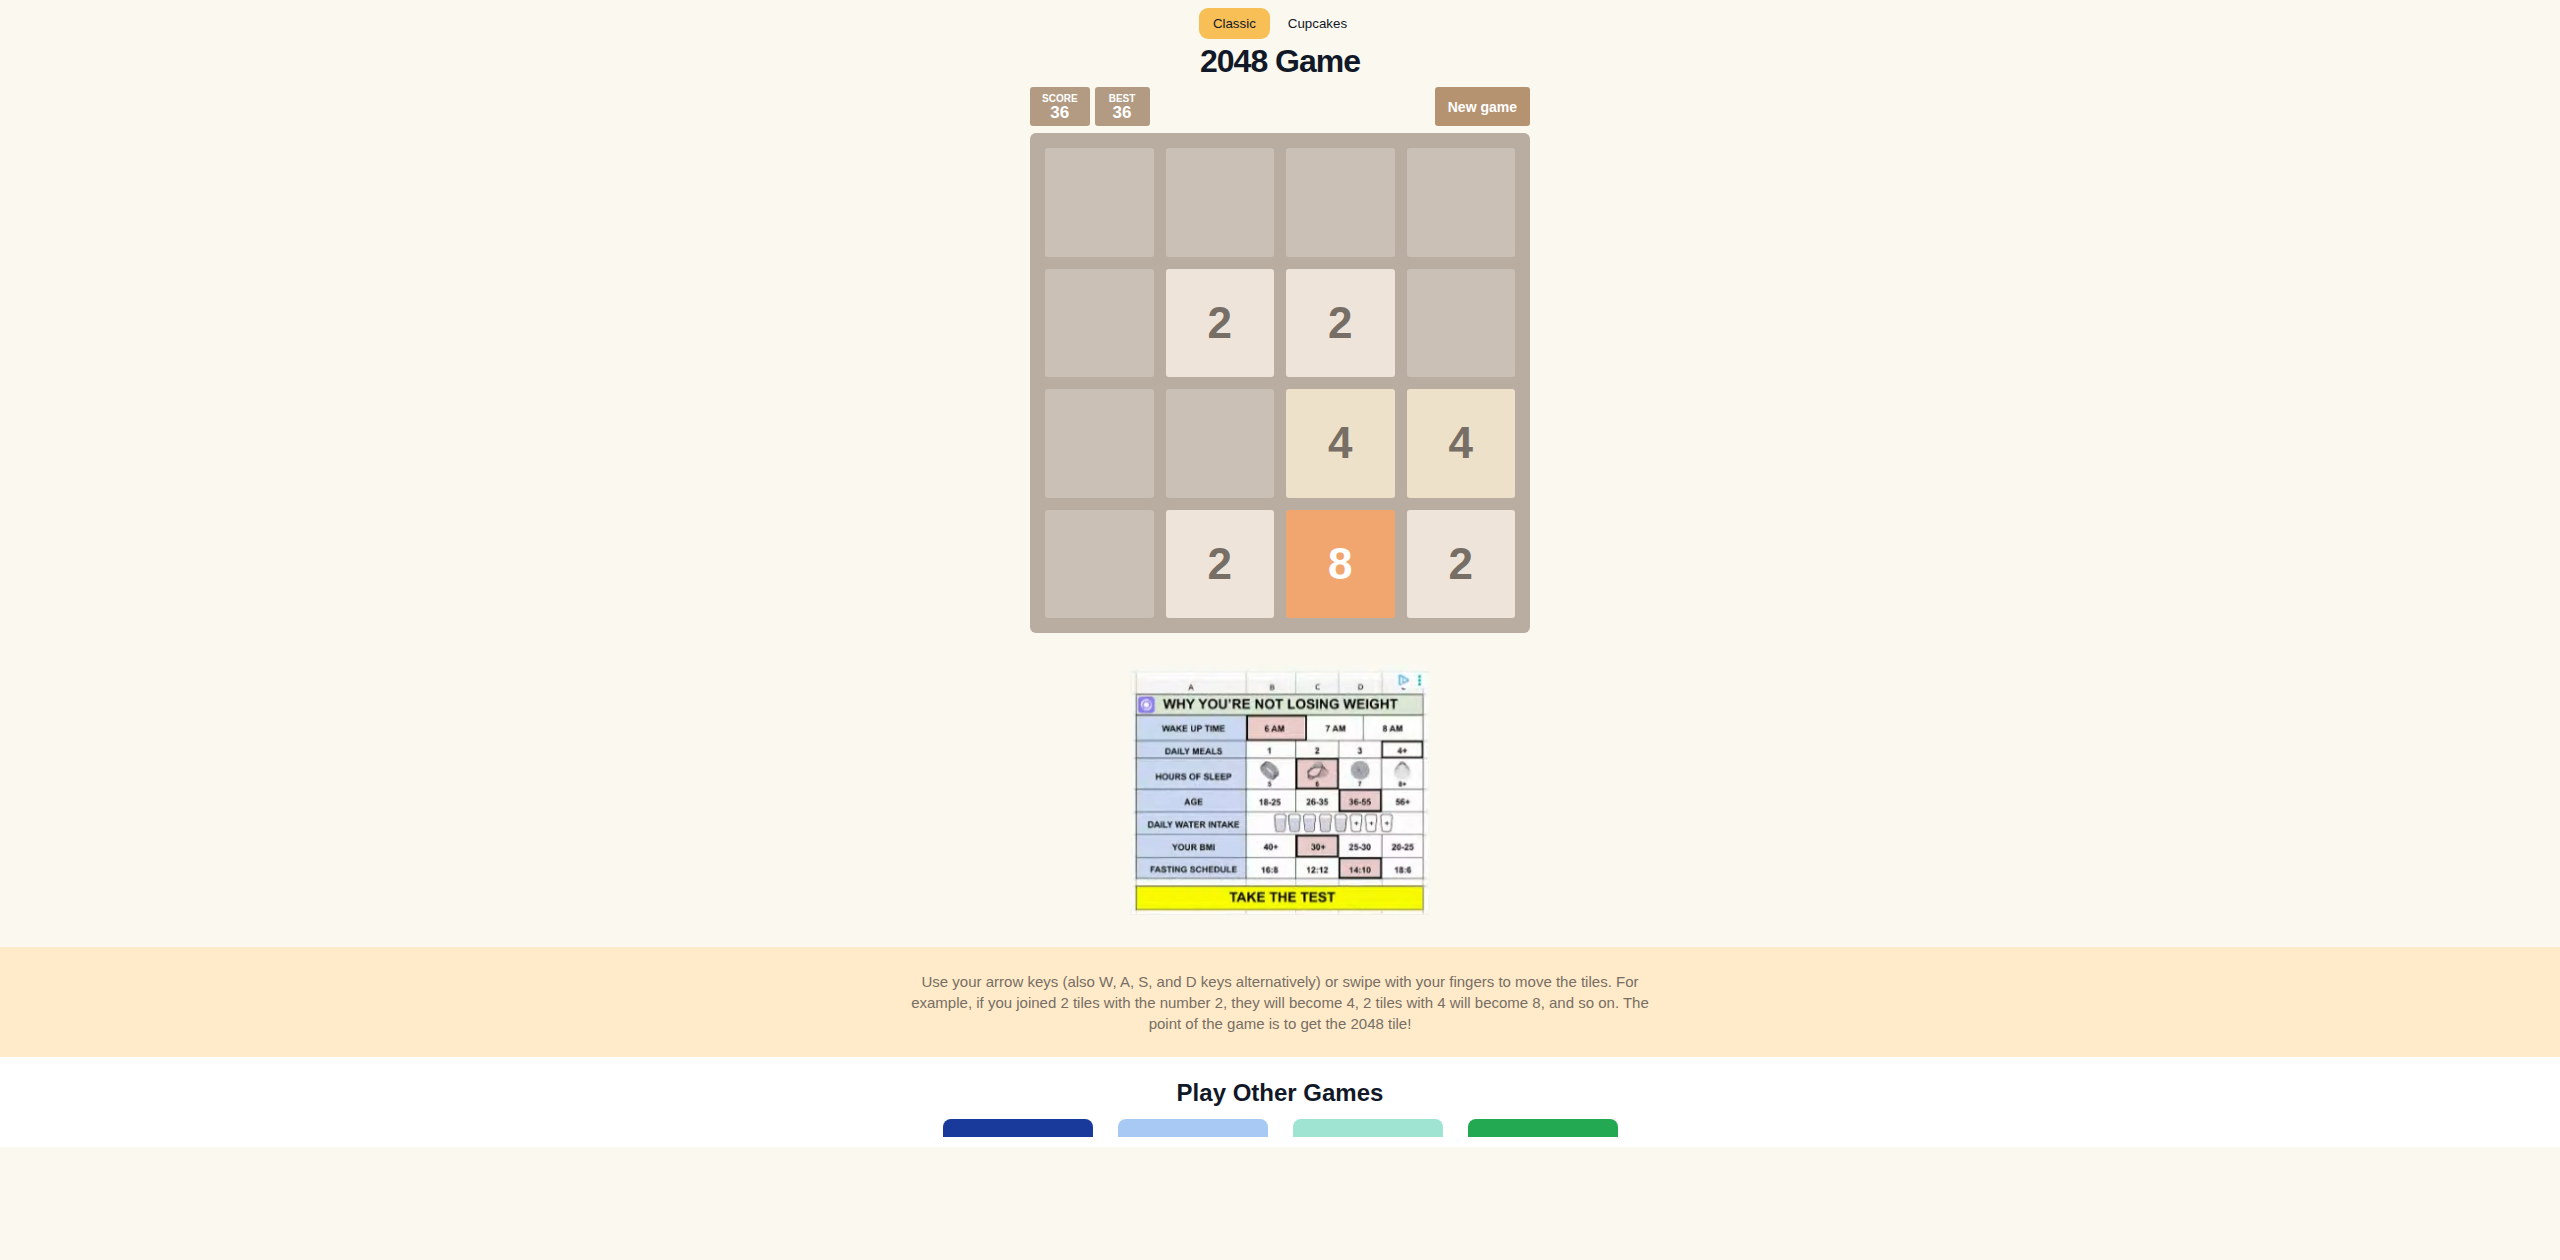 Classic Cupcakes
2048 Game
SCORE BEST
36 36
New game
2 2
4 4
2 8 2
A B C D
WHY YOU'RE NOT LOSING WEIGHT
WAKE UP TIME 6 AM 7 AM 8 AM
DAILY MEALS 1 2 3 4+
HOURS OF SLEEP 5 6 7 8+
AGE 18-25 26-35 36-55 56+
DAILY WATER INTAKE + + +
YOUR BMI 40+ 30+ 25-30 20-25
FASTING SCHEDULE 16:8 12:12 14:10 18:6
TAKE THE TEST
Use your arrow keys (also W, A, S, and D keys alternatively) or swipe with your fingers to move the tiles. For
example, if you joined 2 tiles with the number 2, they will become 4, 2 tiles with 4 will become 8, and so on. The
point of the game is to get the 2048 tile!
Play Other Games